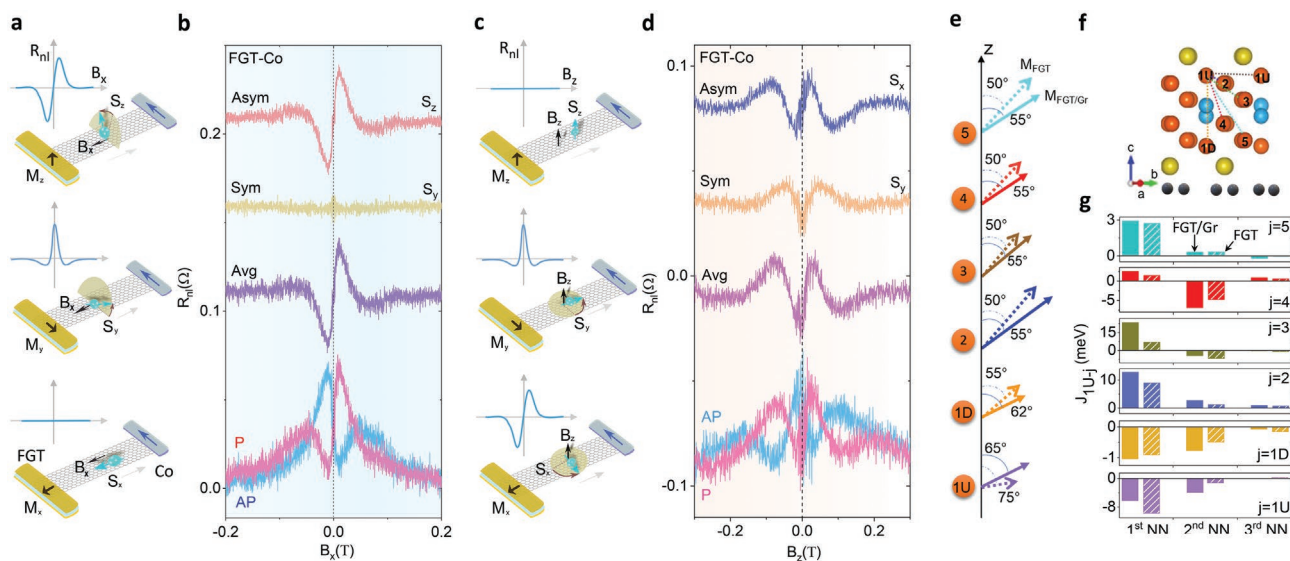 a
R_nl
B_x
S_z
B_x
M_z
B_x
S_y
M_y
FGT
B_x
S_x
Co
M_x
b
FGT-Co
Asym
S_z
0.2
Sym
S_y
Avg
0.1
R_nl(Ω)
P
0.0
AP
-0.2
0.0
0.2
B_x(T)
c
R_nl
B_z
S_x
B_z
M_z
B_z
M_y
S_y
B_z
S_x
M_x
d
0.1
FGT-Co
Asym
S_x
Sym
S_y
Avg
0.0
R_nl(Ω)
AP
P
-0.1
-0.2
0.0
0.2
B_z(T)
e
Z
M_FGT
50°
M_FGT/Gr
55°
5
50°
4
55°
50°
3
55°
50°
2
55°
55°
1D
62°
65°
1U
75°
f
1U
2
1U
3
4
1D
5
c
b
a
g
3
FGT/Gr
FGT
j=5
0
0
-5
j=4
15
j=3
0
10
j=2
0
0
-1
j=1D
0
-8
j=1U
J_1U-j (meV)
1st NN
2nd NN
3rd NN